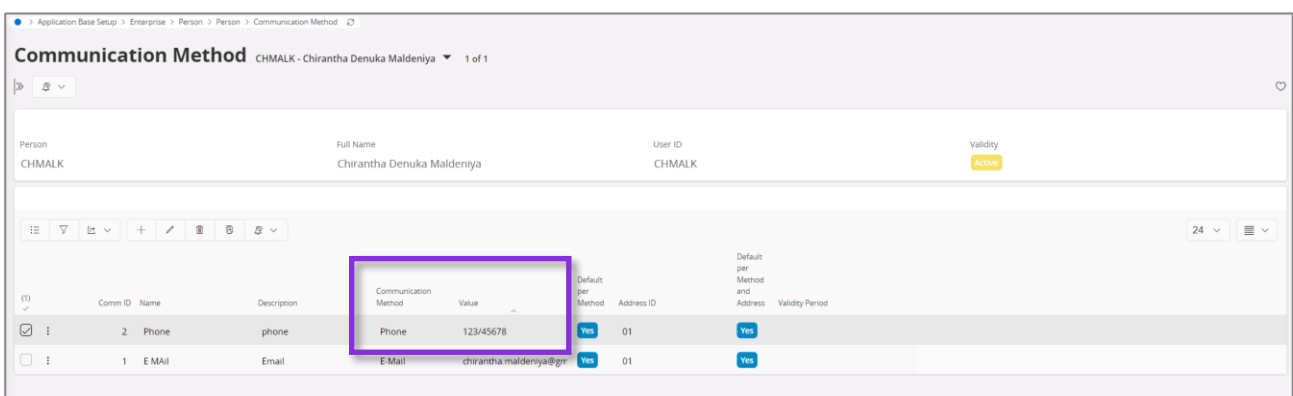 > Application Base Setup > Enterprise > Person > Person > Communication Method
Communication Method CHMALK - Chirantha Denuka Maldeniya 1 of 1
Person Full Name User ID Validity
CHMALK Chirantha Denuka Maldeniya CHMALK Active
24
(1) Comm ID Name Description Communication Method Value Default per Method Address ID Default per Method and Address Validity Period
2 Phone phone Phone 123/45678 Yes 01 Yes
1 E MAil Email E-Mail chirantha.maldeniya@grr Yes 01 Yes